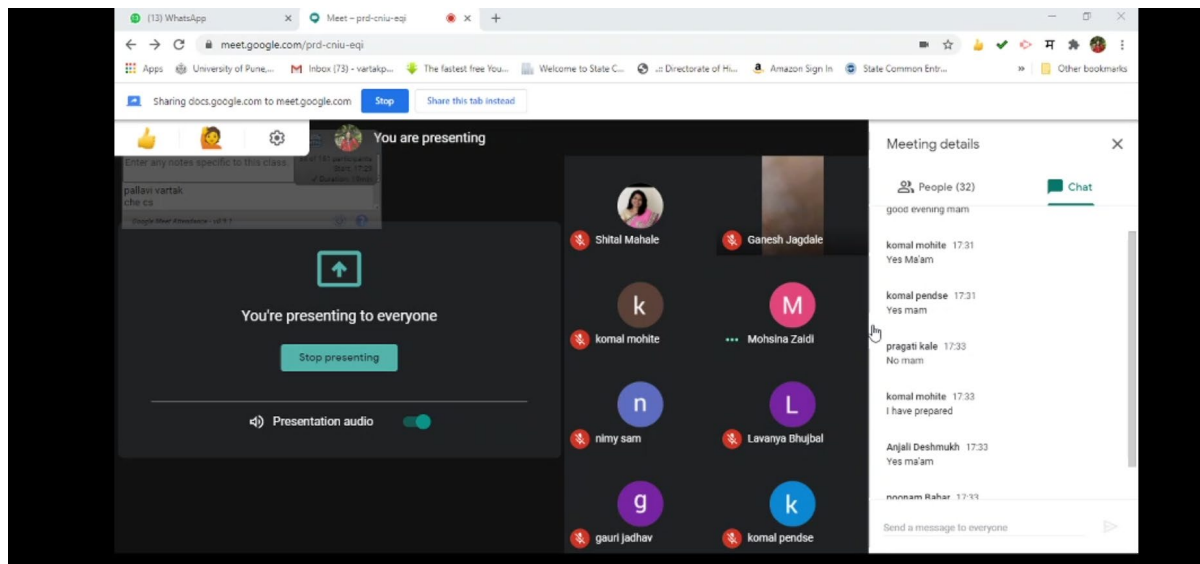 (13) WhatsApp
Meet – prd-cniu-eqi
meet.google.com/prd-cniu-eqi
Apps
University of Pune,...
Inbox (73) - vartakp...
The fastest free You...
Welcome to State C...
.:: Directorate of Hi...
Amazon Sign In
State Common Entr...
»
Other bookmarks
Sharing docs.google.com to meet.google.com
Stop
Share this tab instead
You are presenting
Enter any notes specific to this class
pallavi vartak
che cs
Google Meet Attendance
You're presenting to everyone
Stop presenting
Presentation audio
Shital Mahale
Ganesh Jagdale
k
komal mohite
M
Mohsina Zaidi
n
nimy sam
L
Lavanya Bhujbal
g
gauri jadhav
k
komal pendse
Meeting details
People (32)
Chat
good evening mam
komal mohite 17:31
Yes Ma'am
komal pendse 17:31
Yes mam
pragati kale 17:33
No mam
komal mohite 17:33
I have prepared
Anjali Deshmukh 17:33
Yes ma'am
poonam Bahar 17:33
Send a message to everyone